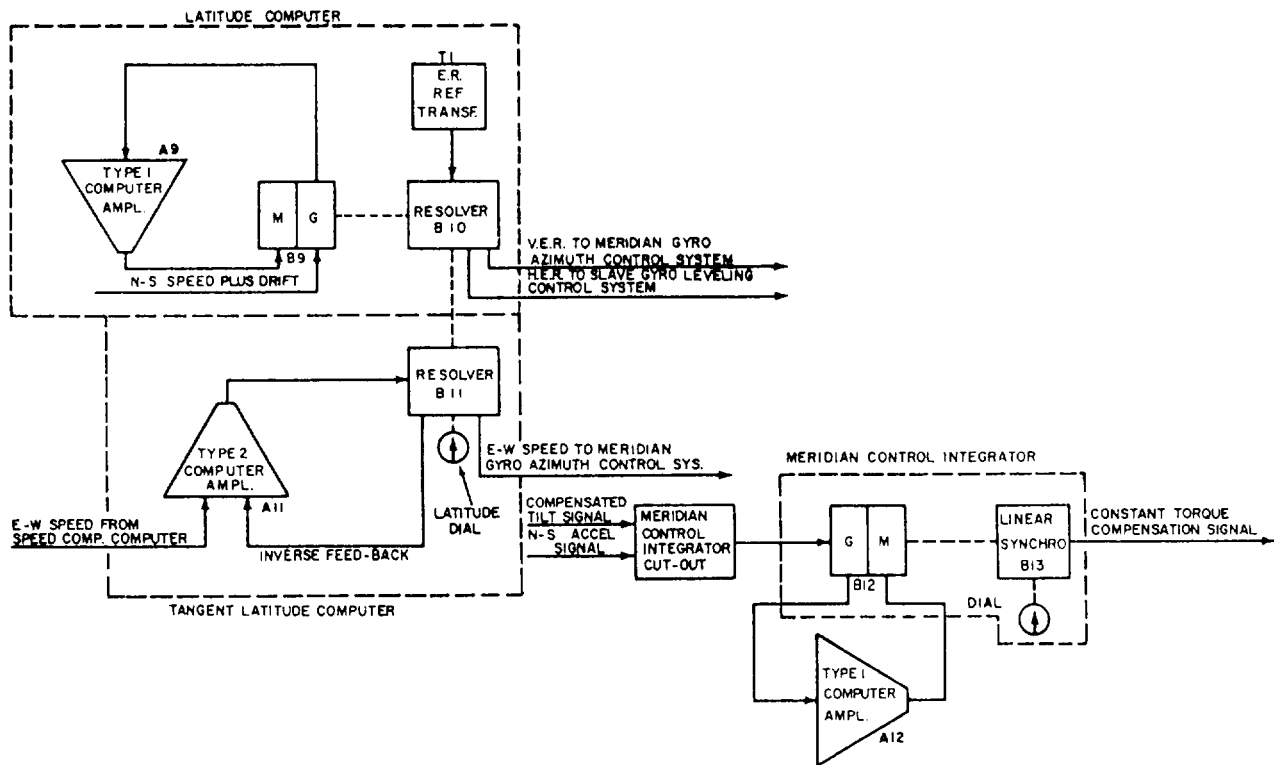 LATITUDE COMPUTER
T1
E.R.
REF
TRANSF.
A9
TYPE 1
COMPUTER
AMPL.
M
G
B9
RESOLVER
B10
N-S SPEED PLUS DRIFT
V.E.R. TO MERIDIAN GYRO
AZIMUTH CONTROL SYSTEM
H.E.R. TO SLAVE GYRO LEVELING
CONTROL SYSTEM
RESOLVER
B11
TYPE 2
COMPUTER
AMPL.
A11
E-W SPEED FROM
SPEED COMP. COMPUTER
INVERSE FEED-BACK
LATITUDE
DIAL
E-W SPEED TO MERIDIAN
GYRO AZIMUTH CONTROL SYS.
TANGENT LATITUDE COMPUTER
COMPENSATED
TILT SIGNAL
N-S ACCEL
SIGNAL
MERIDIAN
CONTROL
INTEGRATOR
CUT-OUT
MERIDIAN CONTROL INTEGRATOR
G
M
B12
LINEAR
SYNCHRO
B13
DIAL
CONSTANT TORQUE
COMPENSATION SIGNAL
TYPE 1
COMPUTER
AMPL.
A12